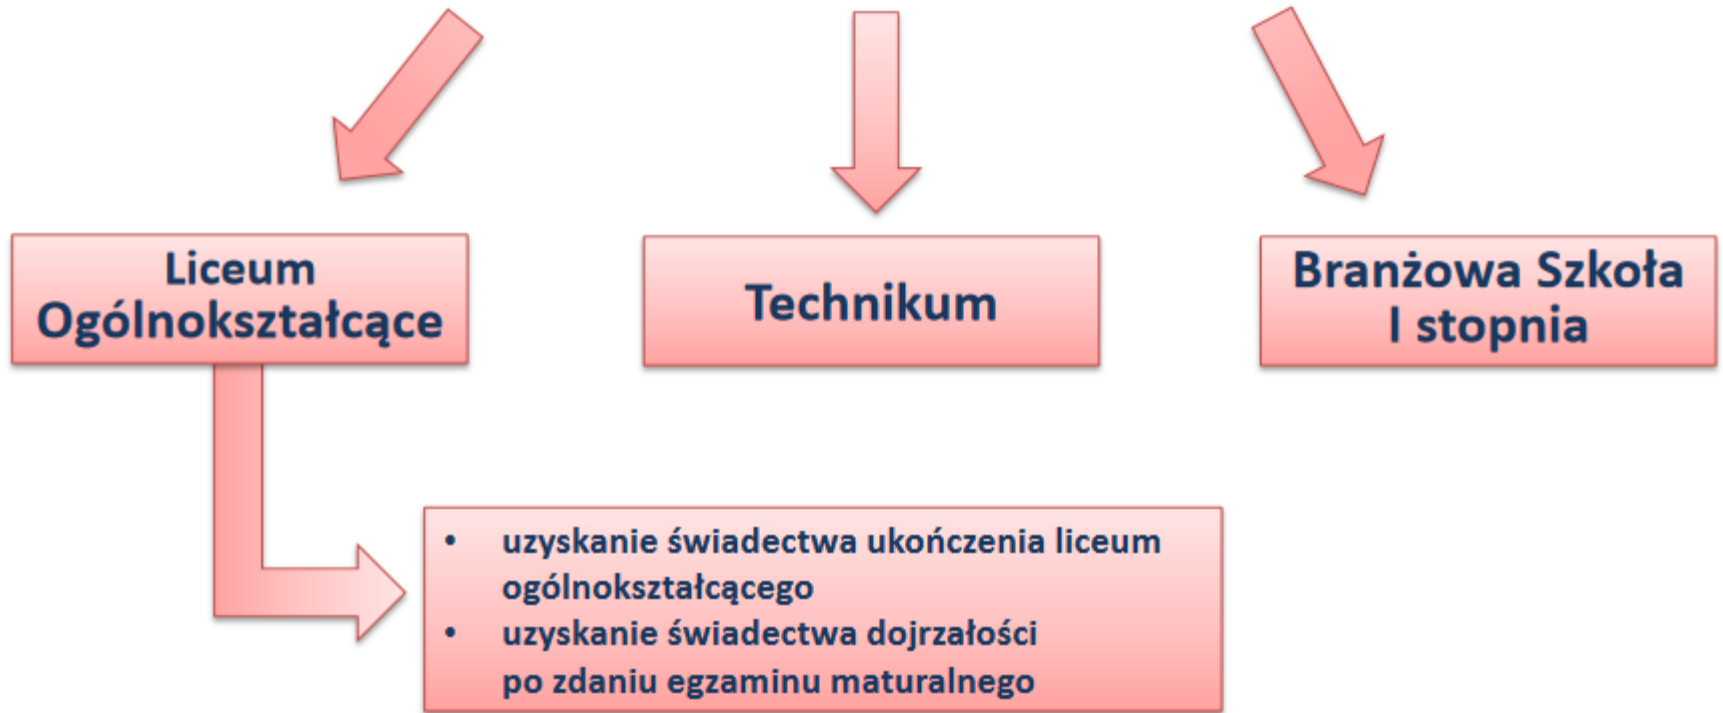 Liceum
Ogólnokształcące
Technikum
Branżowa Szkoła
I stopnia
• uzyskanie świadectwa ukończenia liceum
ogólnokształcącego
• uzyskanie świadectwa dojrzałości
po zdaniu egzaminu maturalnego